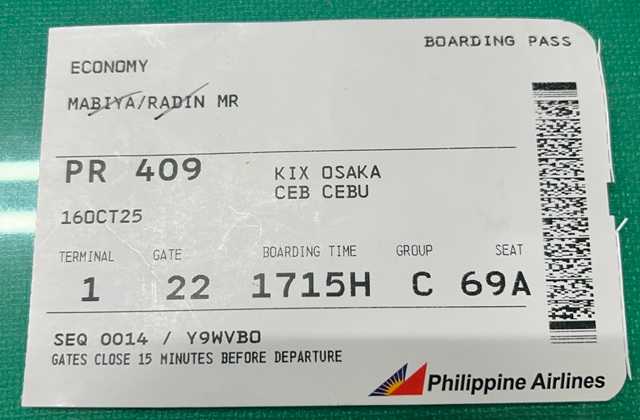 BOARDING PASS
ECONOMY
MABIYA/RADIN MR
PR 409
KIX OSAKA
CEB CEBU
16OCT25
TERMINAL GATE BOARDING TIME GROUP SEAT
1 22 1715H C 69A
SEQ 0014 / Y9WVBO
GATES CLOSE 15 MINUTES BEFORE DEPARTURE
Philippine Airlines